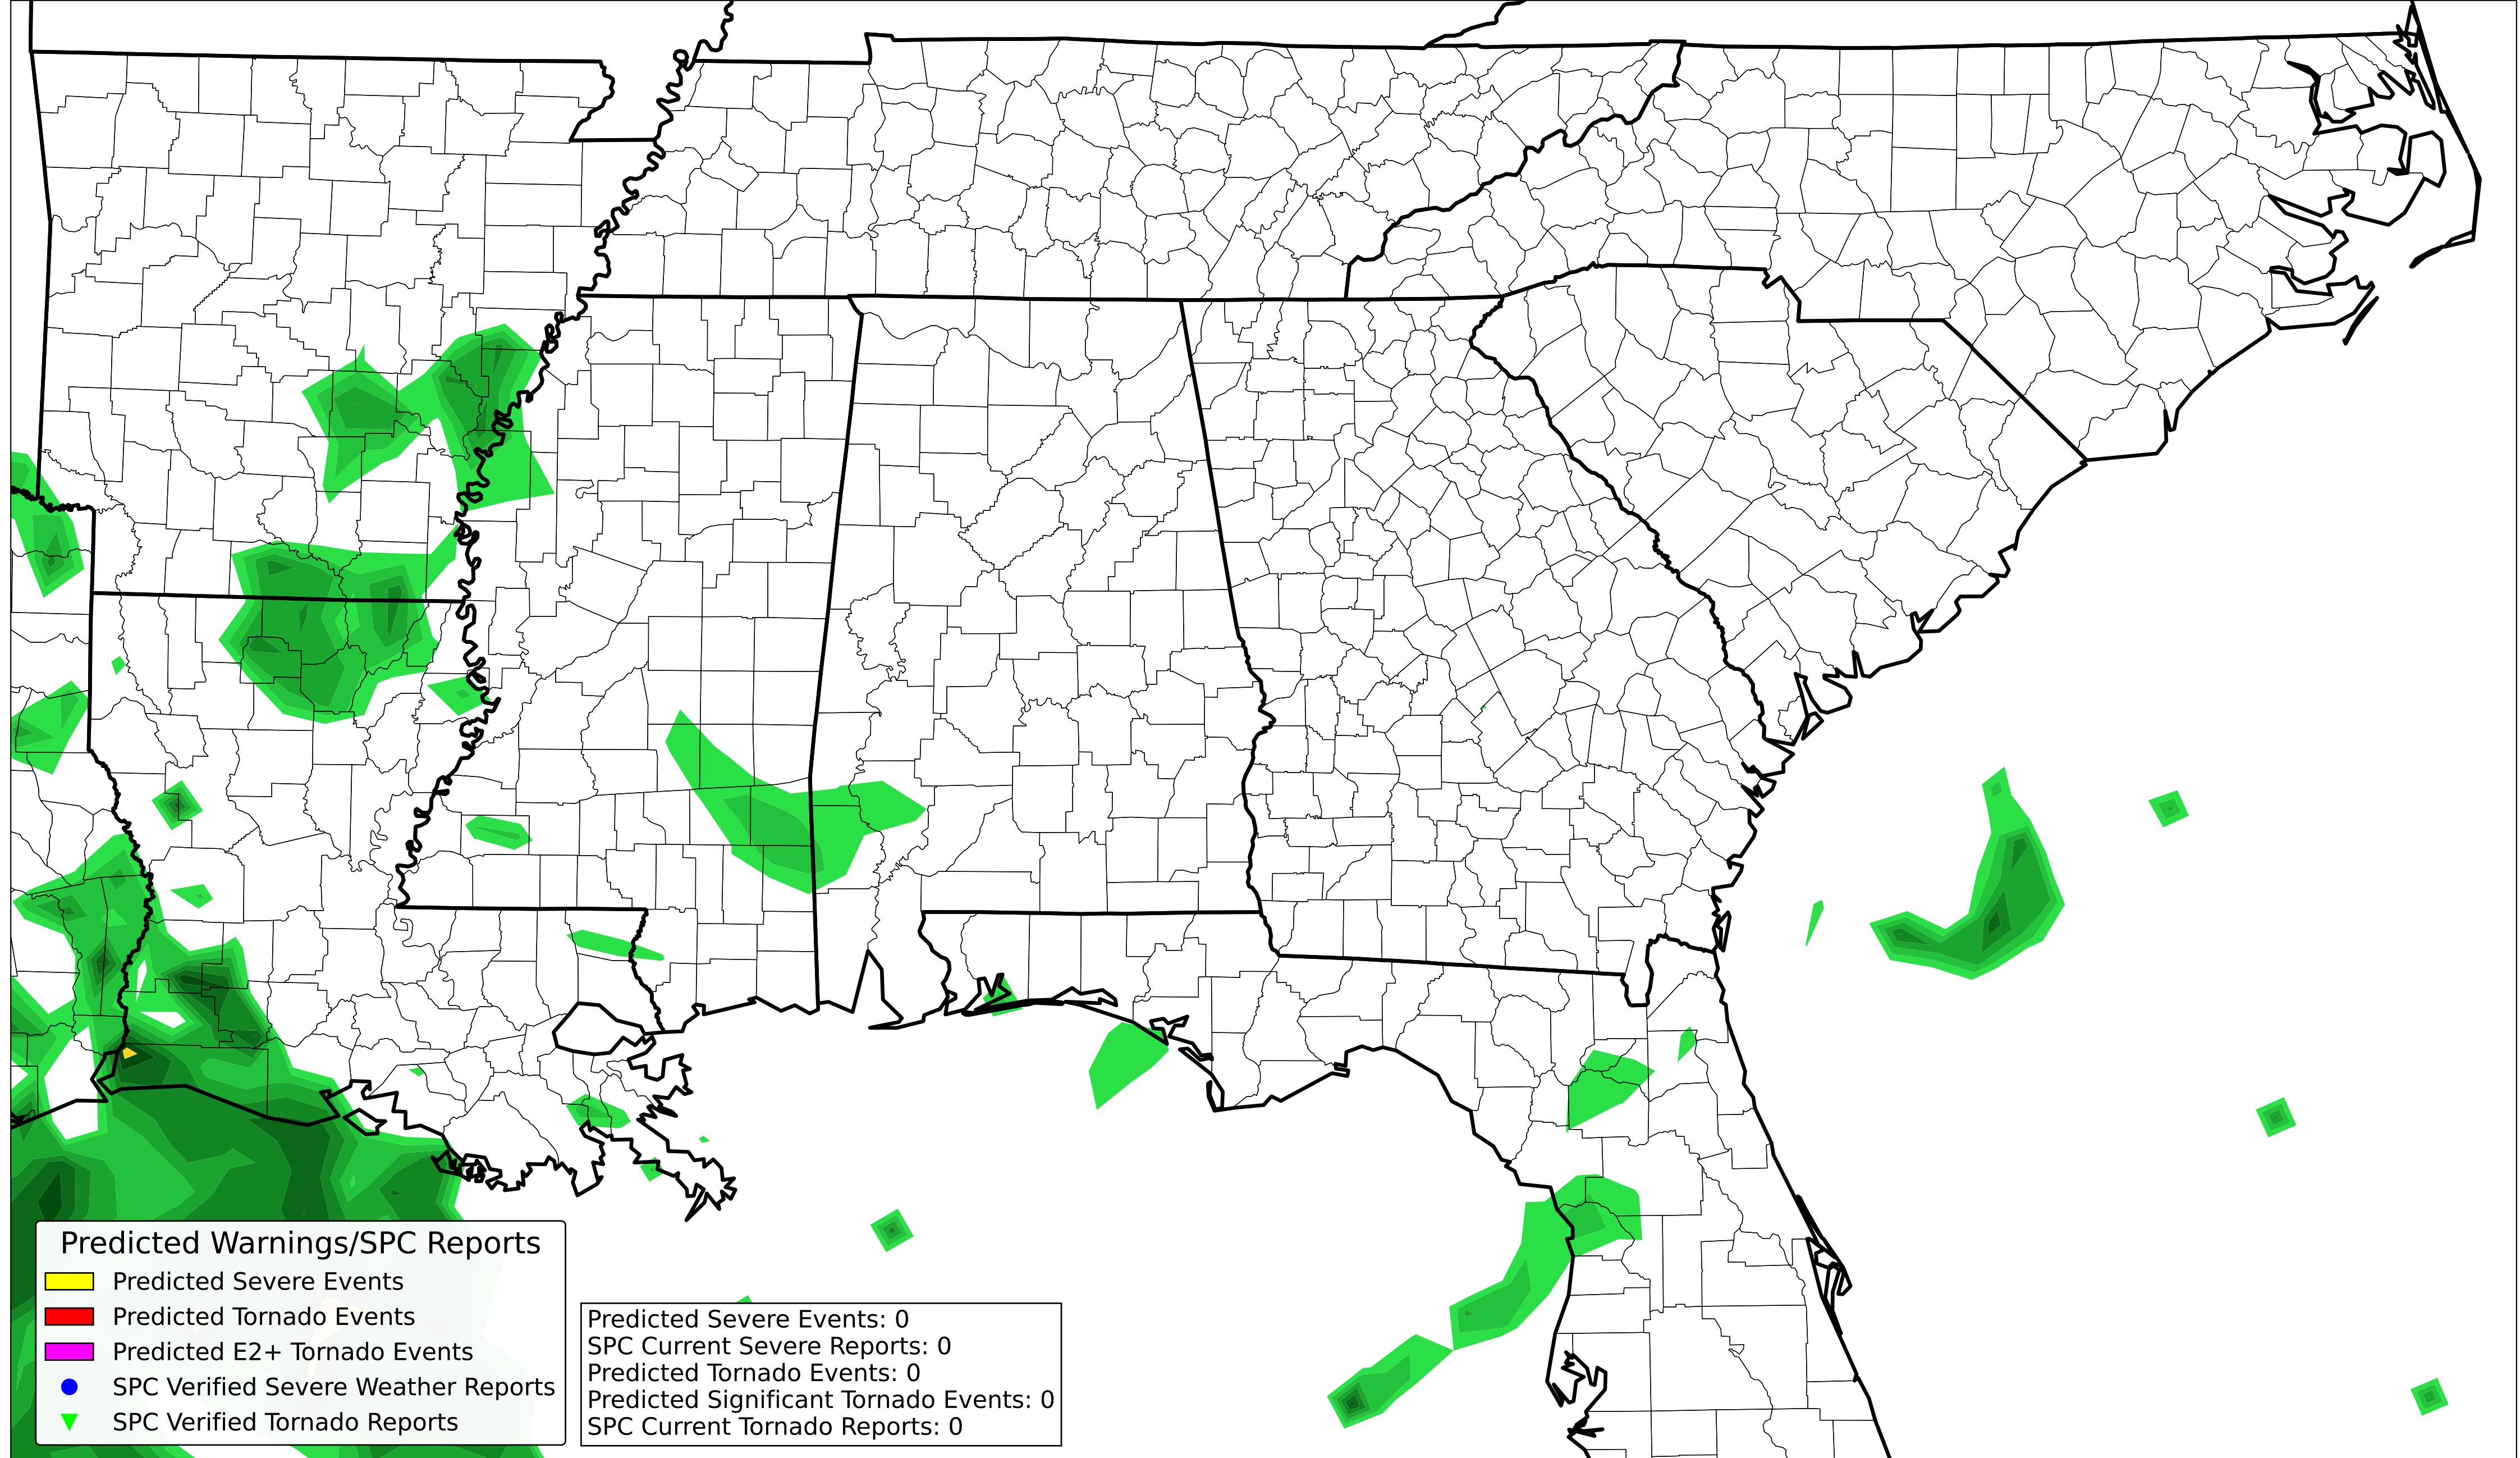 Predicted Warnings/SPC Reports
Predicted Severe Events
Predicted Tornado Events
Predicted E2+ Tornado Events
SPC Verified Severe Weather Reports
SPC Verified Tornado Reports
Predicted Severe Events: 0
SPC Current Severe Reports: 0
Predicted Tornado Events: 0
Predicted Significant Tornado Events: 0
SPC Current Tornado Reports: 0